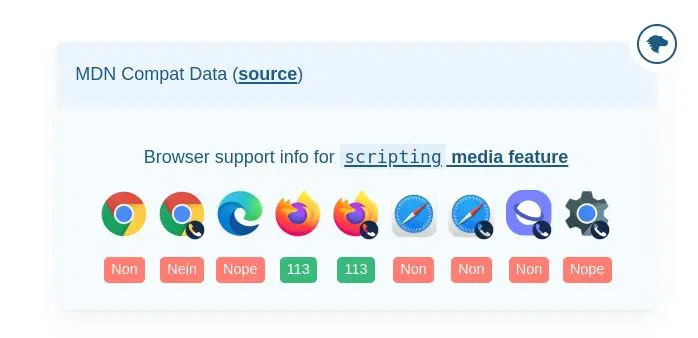 MDN Compat Data (source)
Browser support info for scripting media feature
Non Nein Nope 113 113 Non Non Non Nope